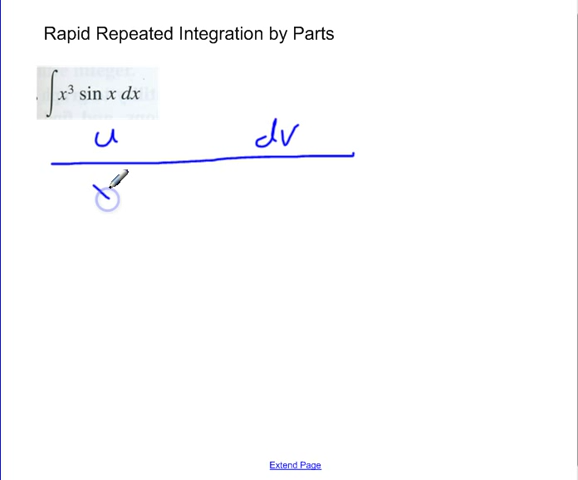 Rapid Repeated Integration by Parts
∫ x³ sin x dx
u dv
x
Extend Page